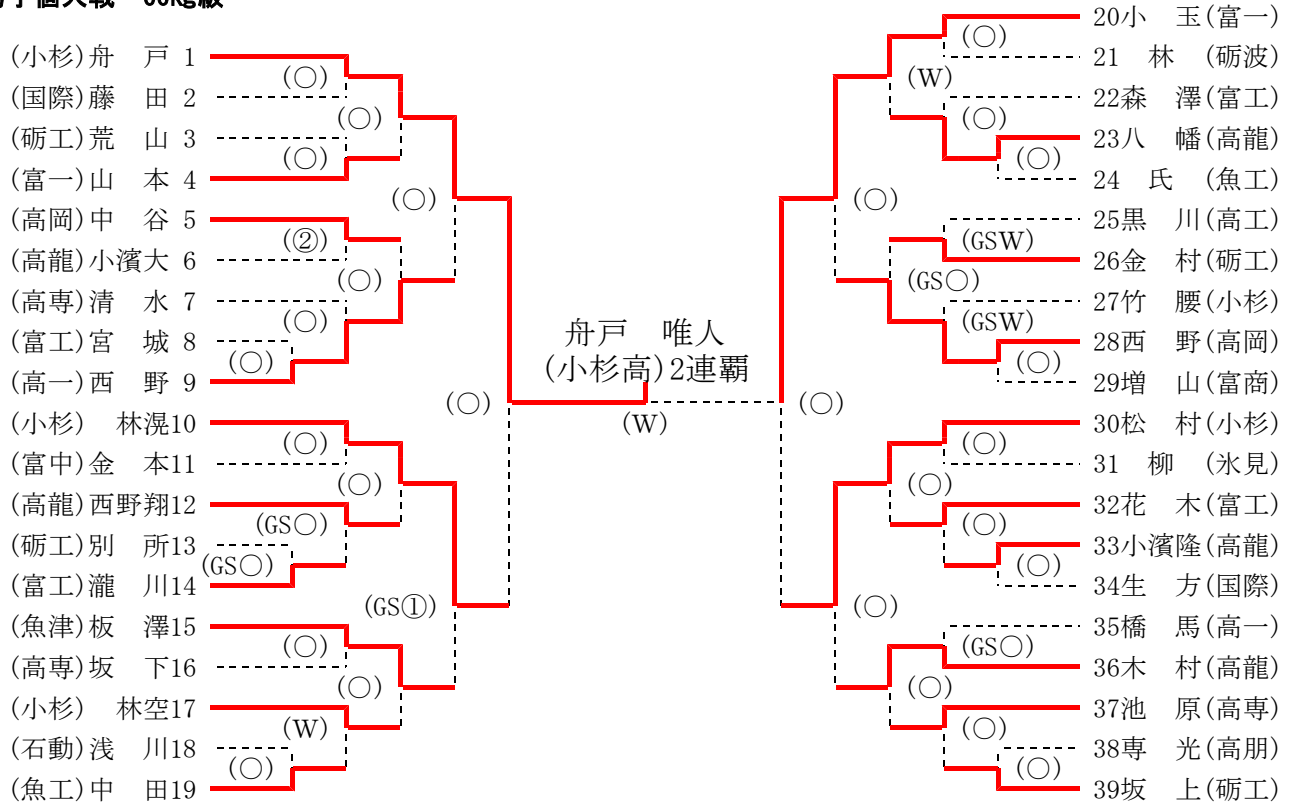 (小杉)舟　戸 1
(○)
(国際)藤　田 2
(○)
(砺工)荒　山 3
(○)
(富一)山　本 4
(○)
(高岡)中　谷 5
(②)
(高龍)小濱大 6
(○)
(高専)清　水 7
(○)
(富工)宮　城 8
(○)
(高一)西　野 9
(○)
(小杉)　林滉10
(○)
(富中)金　本11
(○)
(高龍)西野翔12
(GS○)
(砺工)別　所13
(GS○)
(富工)瀧　川14
(GS①)
(魚津)板　澤15
(○)
(高専)坂　下16
(○)
(小杉)　林空17
(W)
(石動)浅　川18
(○)
(魚工)中　田19
舟戸　唯人
(小杉高)2連覇
(W)
20小　玉(富一)
(○)
21　林　(砺波)
(W)
22森　澤(富工)
(○)
23八　幡(高龍)
(○)
24　氏　(魚工)
(○)
25黒　川(高工)
(GSW)
26金　村(砺工)
(GS○)
27竹　腰(小杉)
(GSW)
28西　野(高岡)
(○)
29増　山(富商)
(○)
30松　村(小杉)
(○)
31　柳　(氷見)
(○)
32花　木(富工)
(○)
33小濱隆(高龍)
(○)
34生　方(国際)
(○)
35橋　馬(高一)
(GS○)
36木　村(高龍)
(○)
37池　原(高専)
(○)
38専　光(高朋)
(○)
39坂　上(砺工)